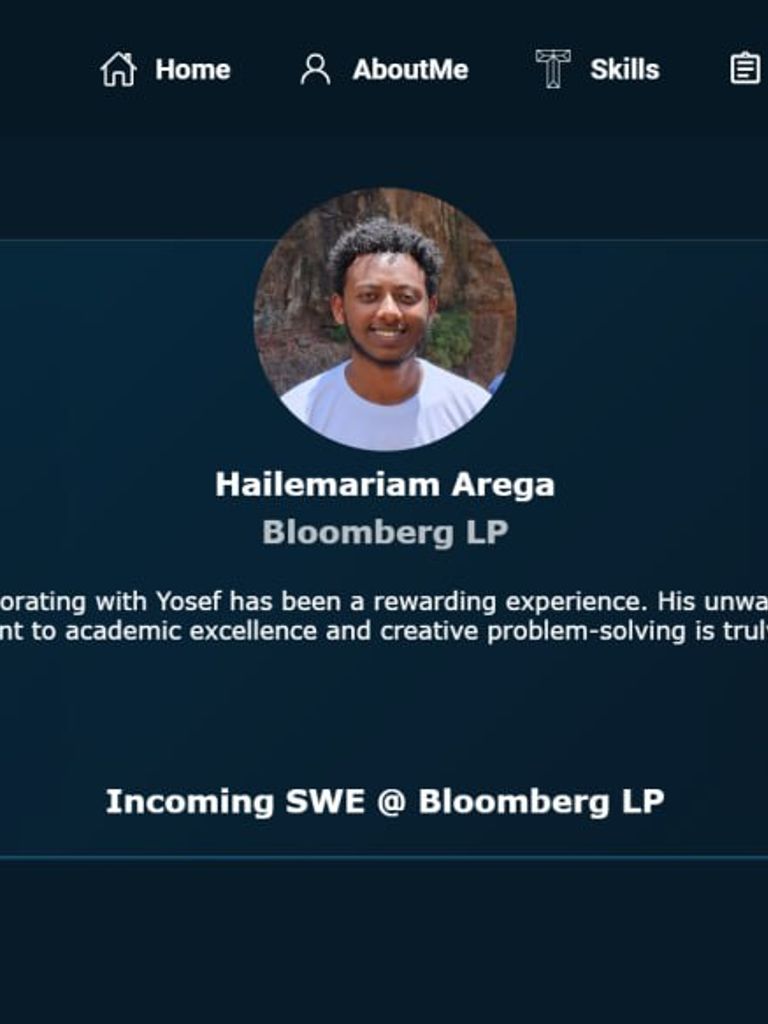 Home AboutMe Skills
Hailemariam Arega
Bloomberg LP
orating with Yosef has been a rewarding experience. His unwa
nt to academic excellence and creative problem-solving is trul
Incoming SWE @ Bloomberg LP